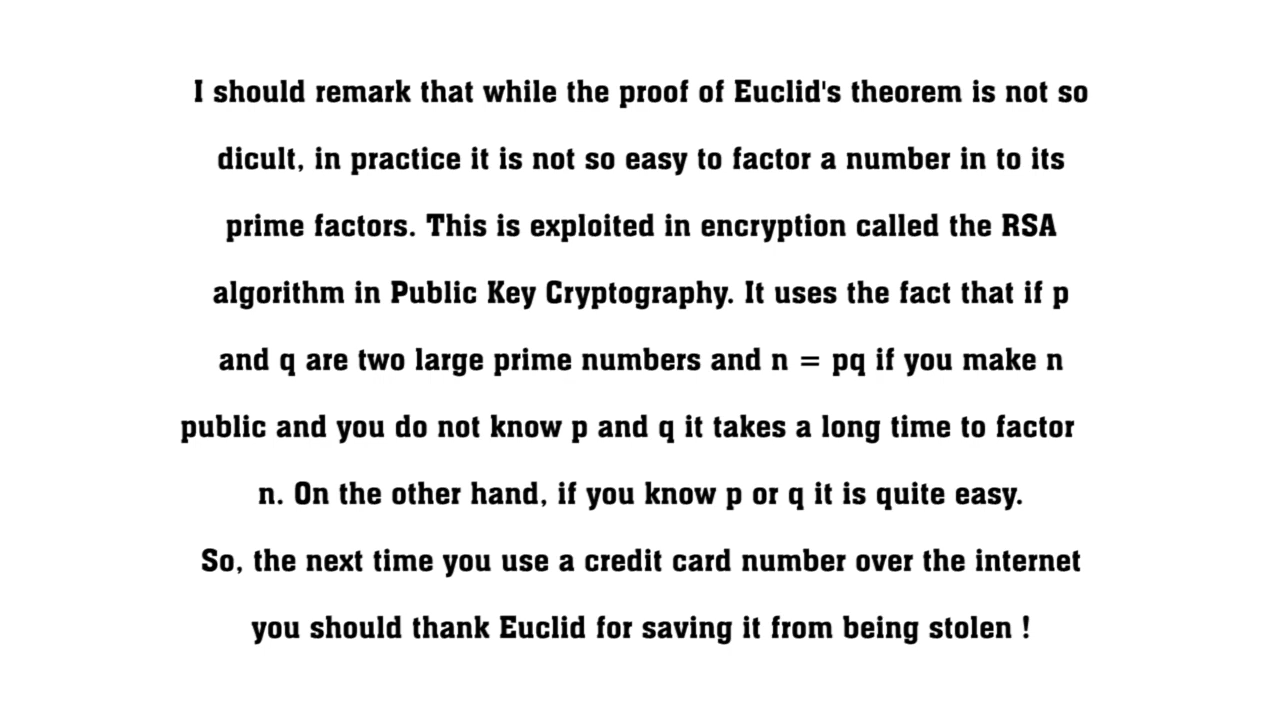 I should remark that while the proof of Euclid's theorem is not so
dicult, in practice it is not so easy to factor a number in to its
prime factors. This is exploited in encryption called the RSA
algorithm in Public Key Cryptography. It uses the fact that if p
and q are two large prime numbers and n = pq if you make n
public and you do not know p and q it takes a long time to factor
n. On the other hand, if you know p or q it is quite easy.
So, the next time you use a credit card number over the internet
you should thank Euclid for saving it from being stolen !